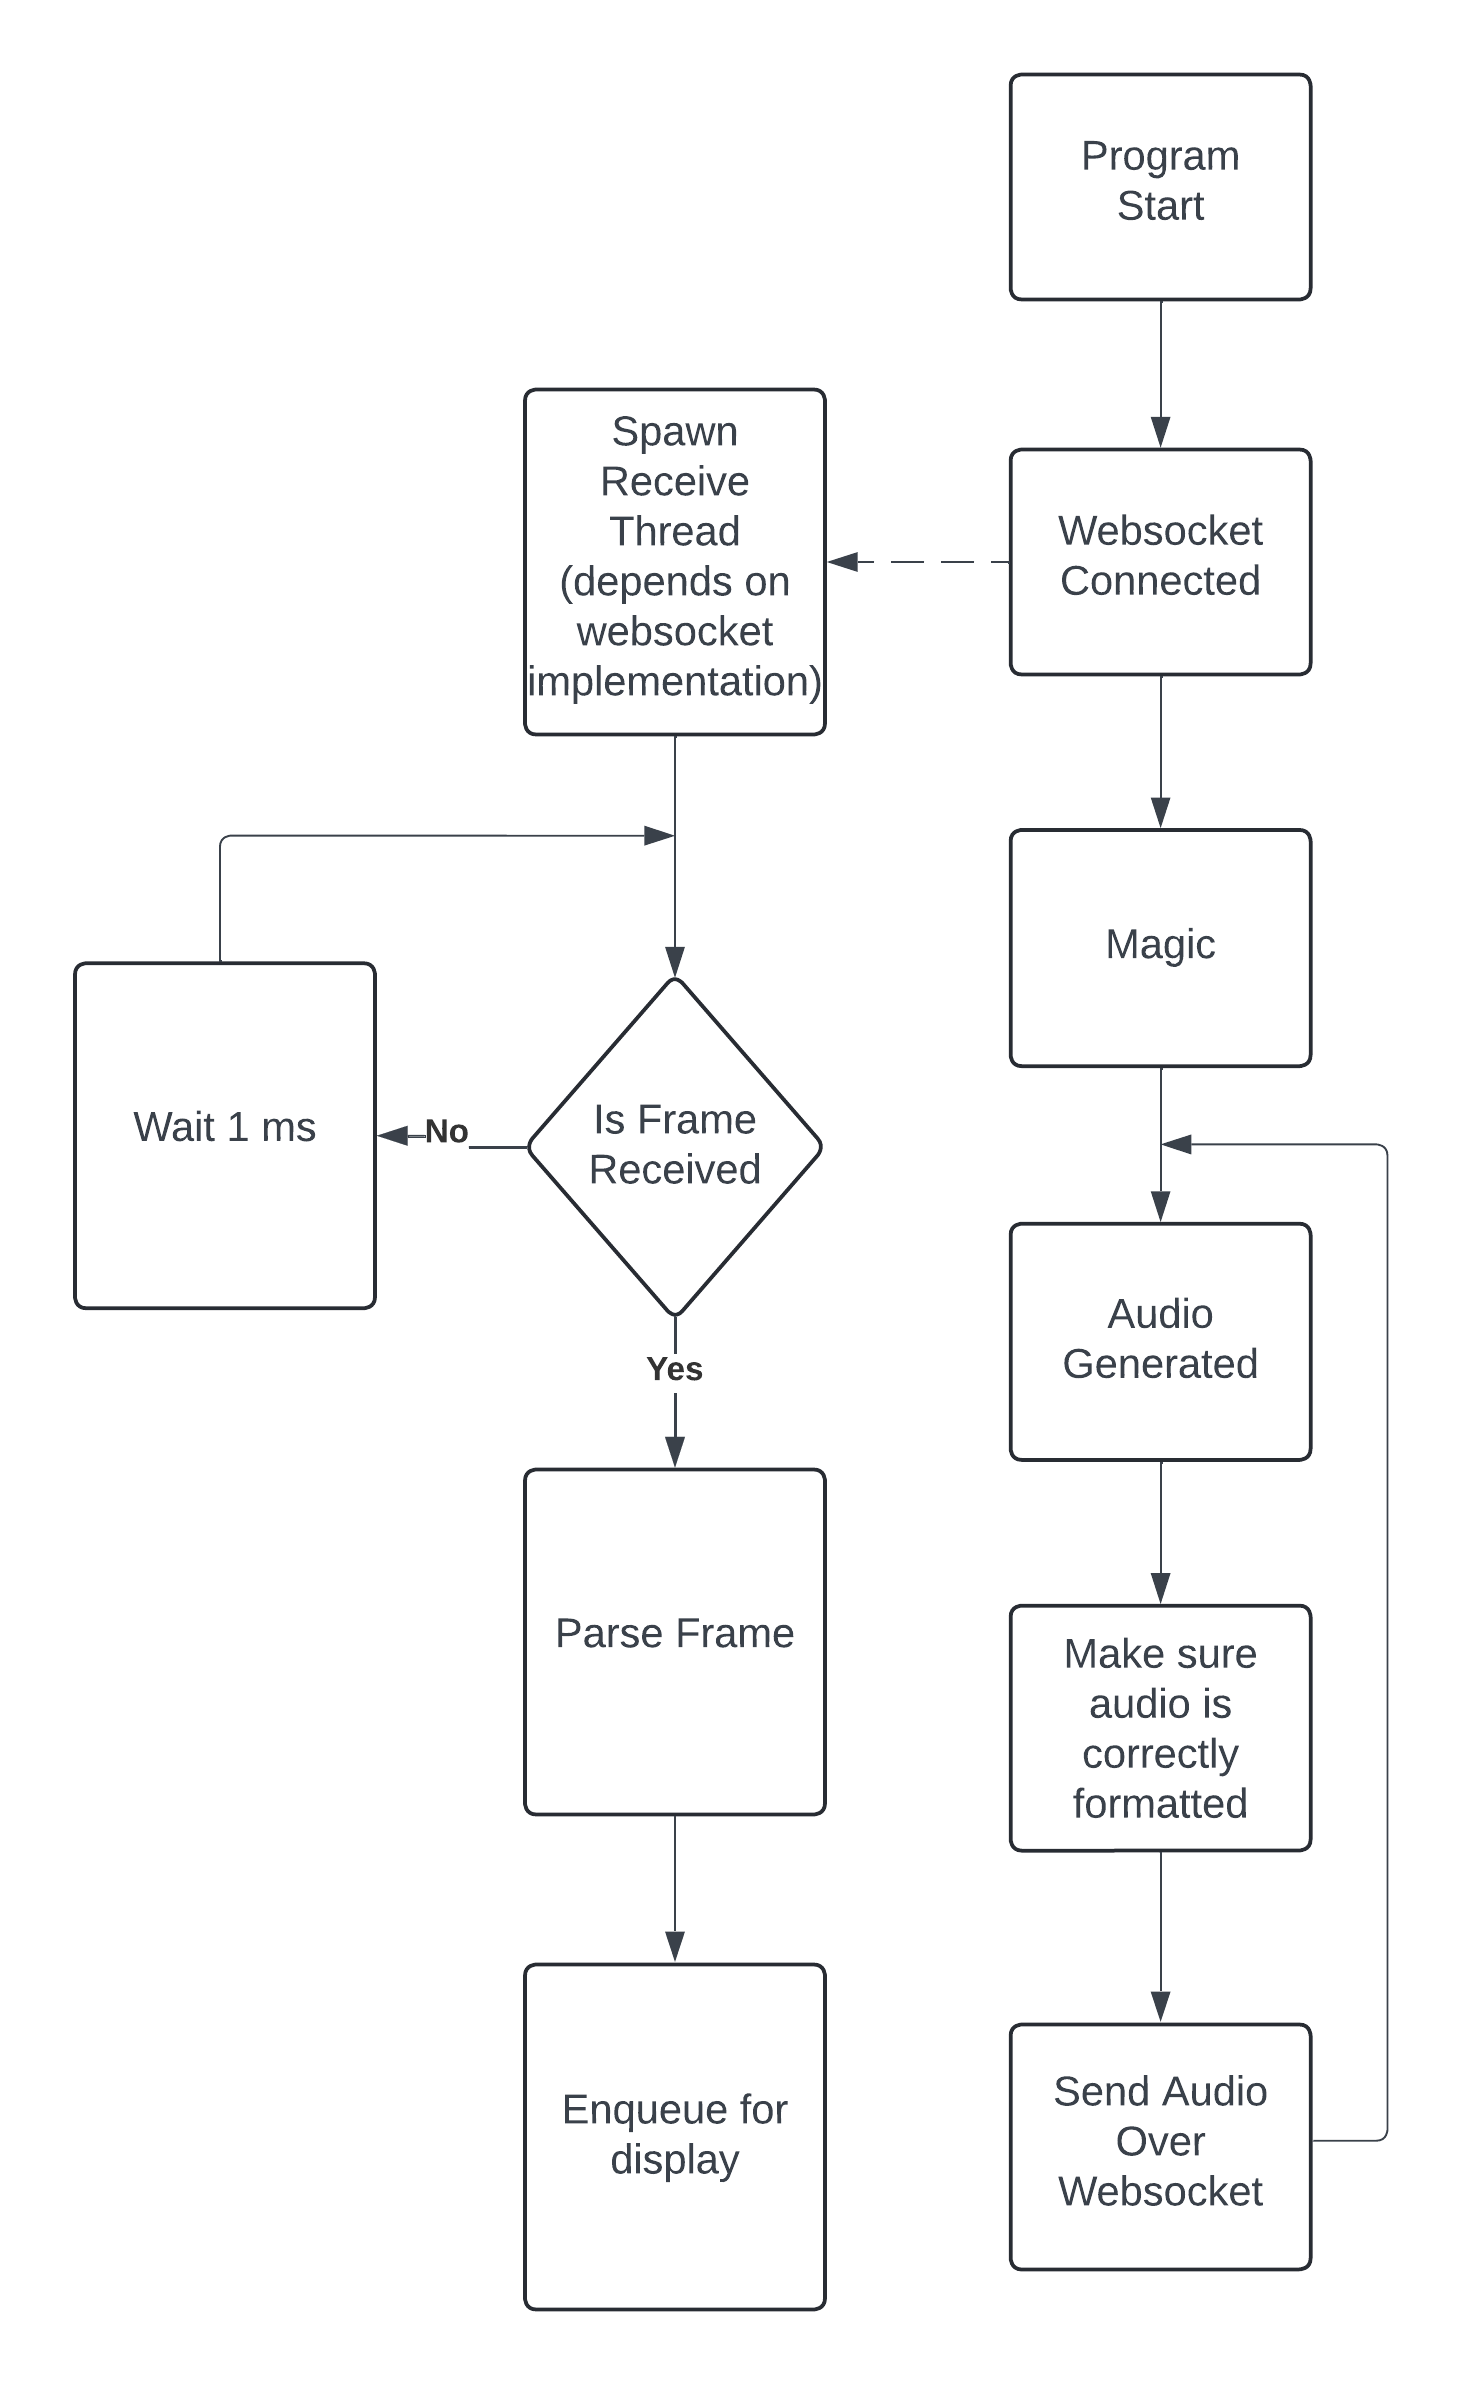 Program
Start
Spawn
Receive
Thread
(depends on
websocket
implementation)
Websocket
Connected
Magic
Wait 1 ms
No
Is Frame
Received
Yes
Audio
Generated
Parse Frame
Make sure
audio is
correctly
formatted
Enqueue for
display
Send Audio
Over
Websocket